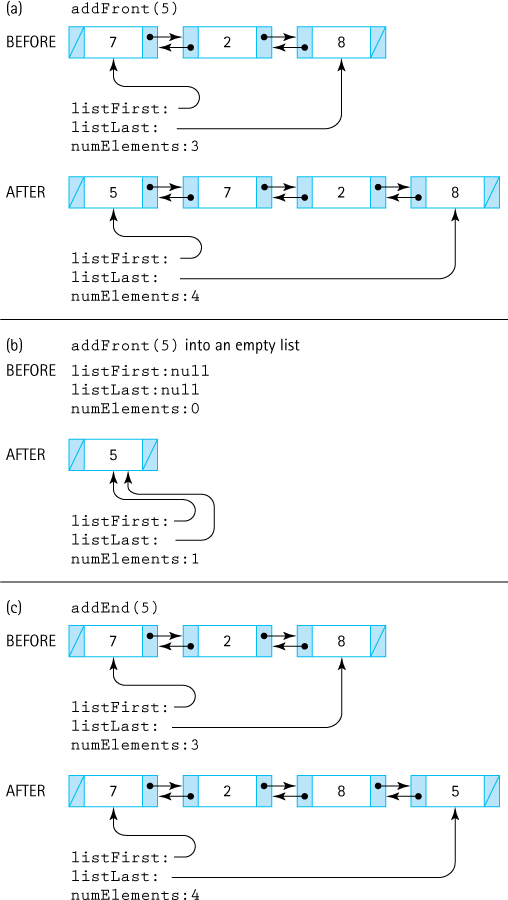 (a) addFront(5)
BEFORE 7 2 8
listFirst:
listLast:
numElements:3
AFTER 5 7 2 8
listFirst:
listLast:
numElements:4
(b) addFront(5) into an empty list
BEFORE listFirst:null
listLast:null
numElements:0
AFTER 5
listFirst:
listLast:
numElements:1
(c) addEnd(5)
BEFORE 7 2 8
listFirst:
listLast:
numElements:3
AFTER 7 2 8 5
listFirst:
listLast:
numElements:4